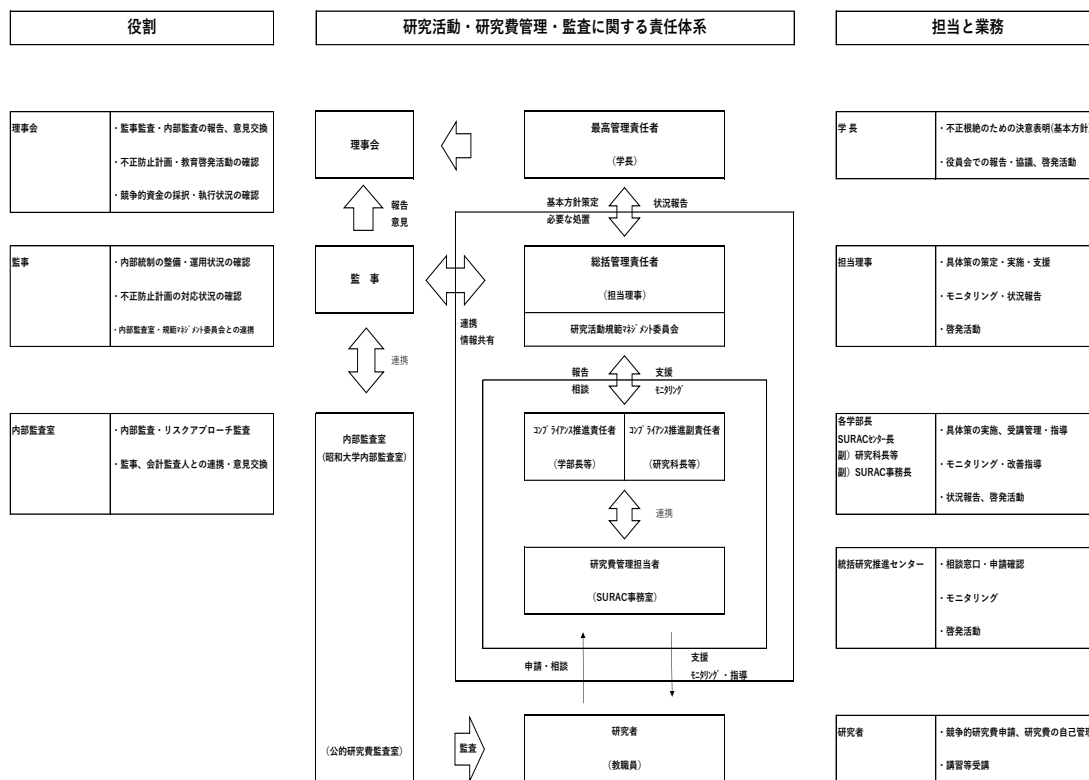 役割
研究活動・研究費管理・監査に関する責任体系
担当と業務
理事会
・監事監査・内部監査の報告、意見交換
・不正防止計画・教育啓発活動の確認
・競争的資金の採択・執行状況の確認
監事
・内部統制の整備・運用状況の確認
・不正防止計画の対応状況の確認
・内部監査室・規範ﾏﾈｼﾞﾒﾝﾄ委員会との連携
内部監査室
・内部監査・リスクアプローチ監査
・監事、会計監査人との連携・意見交換
理事会
報告
意見
監　事
連携
情報共有
連携
内部監査室
(昭和大学内部監査室)
(公的研究費監査室)
監査
最高管理責任者
(学長)
基本方針策定
必要な処置
状況報告
総括管理責任者
(担当理事)
研究活動規範ﾏﾈｼﾞﾒﾝﾄ委員会
報告
相談
支援
ﾓﾆﾀﾘﾝｸﾞ
ｺﾝﾌﾟﾗｲｱﾝｽ推進責任者
(学部長等)
ｺﾝﾌﾟﾗｲｱﾝｽ推進副責任者
(研究科長等)
連携
研究費管理担当者
(SURAC事務室)
申請・相談
支援
ﾓﾆﾀﾘﾝｸﾞ・指導
研究者
(教職員)
学 長
・不正根絶のための決意表明(基本方針)
・役員会での報告・協議、啓発活動
担当理事
・具体策の策定・実施・支援
・モニタリング・状況報告
・啓発活動
各学部長
SURACｾﾝﾀｰ長
副）研究科長等
副）SURAC事務長
・具体策の実施、受講管理・指導
・モニタリング・改善指導
・状況報告、啓発活動
統括研究推進センター
・相談窓口・申請確認
・モニタリング
・啓発活動
研究者
・競争的研究費申請、研究費の自己管理
・講習等受講